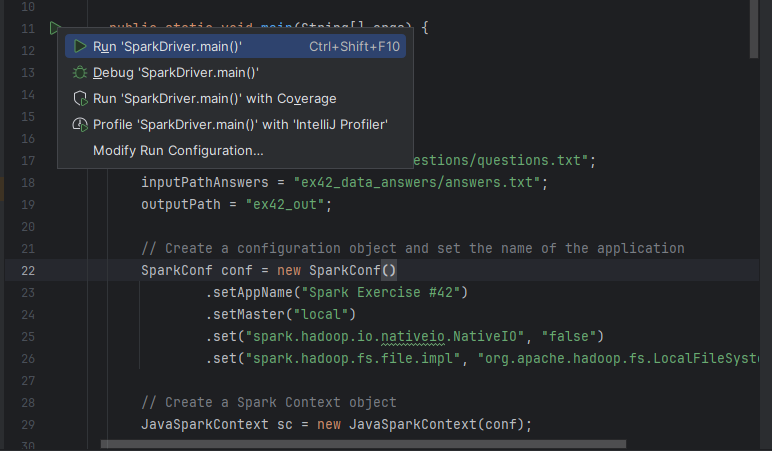 10
11 public static void main(String[] args) {
Run 'SparkDriver.main()' Ctrl+Shift+F10
12
Debug 'SparkDriver.main()'
13
Run 'SparkDriver.main()' with Coverage
14
Profile 'SparkDriver.main()' with 'IntelliJ Profiler'
15
Modify Run Configuration...
16
17 estions/questions.txt";
18 inputPathAnswers = "ex42_data_answers/answers.txt";
19 outputPath = "ex42_out";
20
21 // Create a configuration object and set the name of the application
22 SparkConf conf = new SparkConf()
23 .setAppName("Spark Exercise #42")
24 .setMaster("local")
25 .set("spark.hadoop.io.nativeio.NativeIO", "false")
26 .set("spark.hadoop.fs.file.impl", "org.apache.hadoop.fs.LocalFileSyste
27
28 // Create a Spark Context object
29 JavaSparkContext sc = new JavaSparkContext(conf);
30